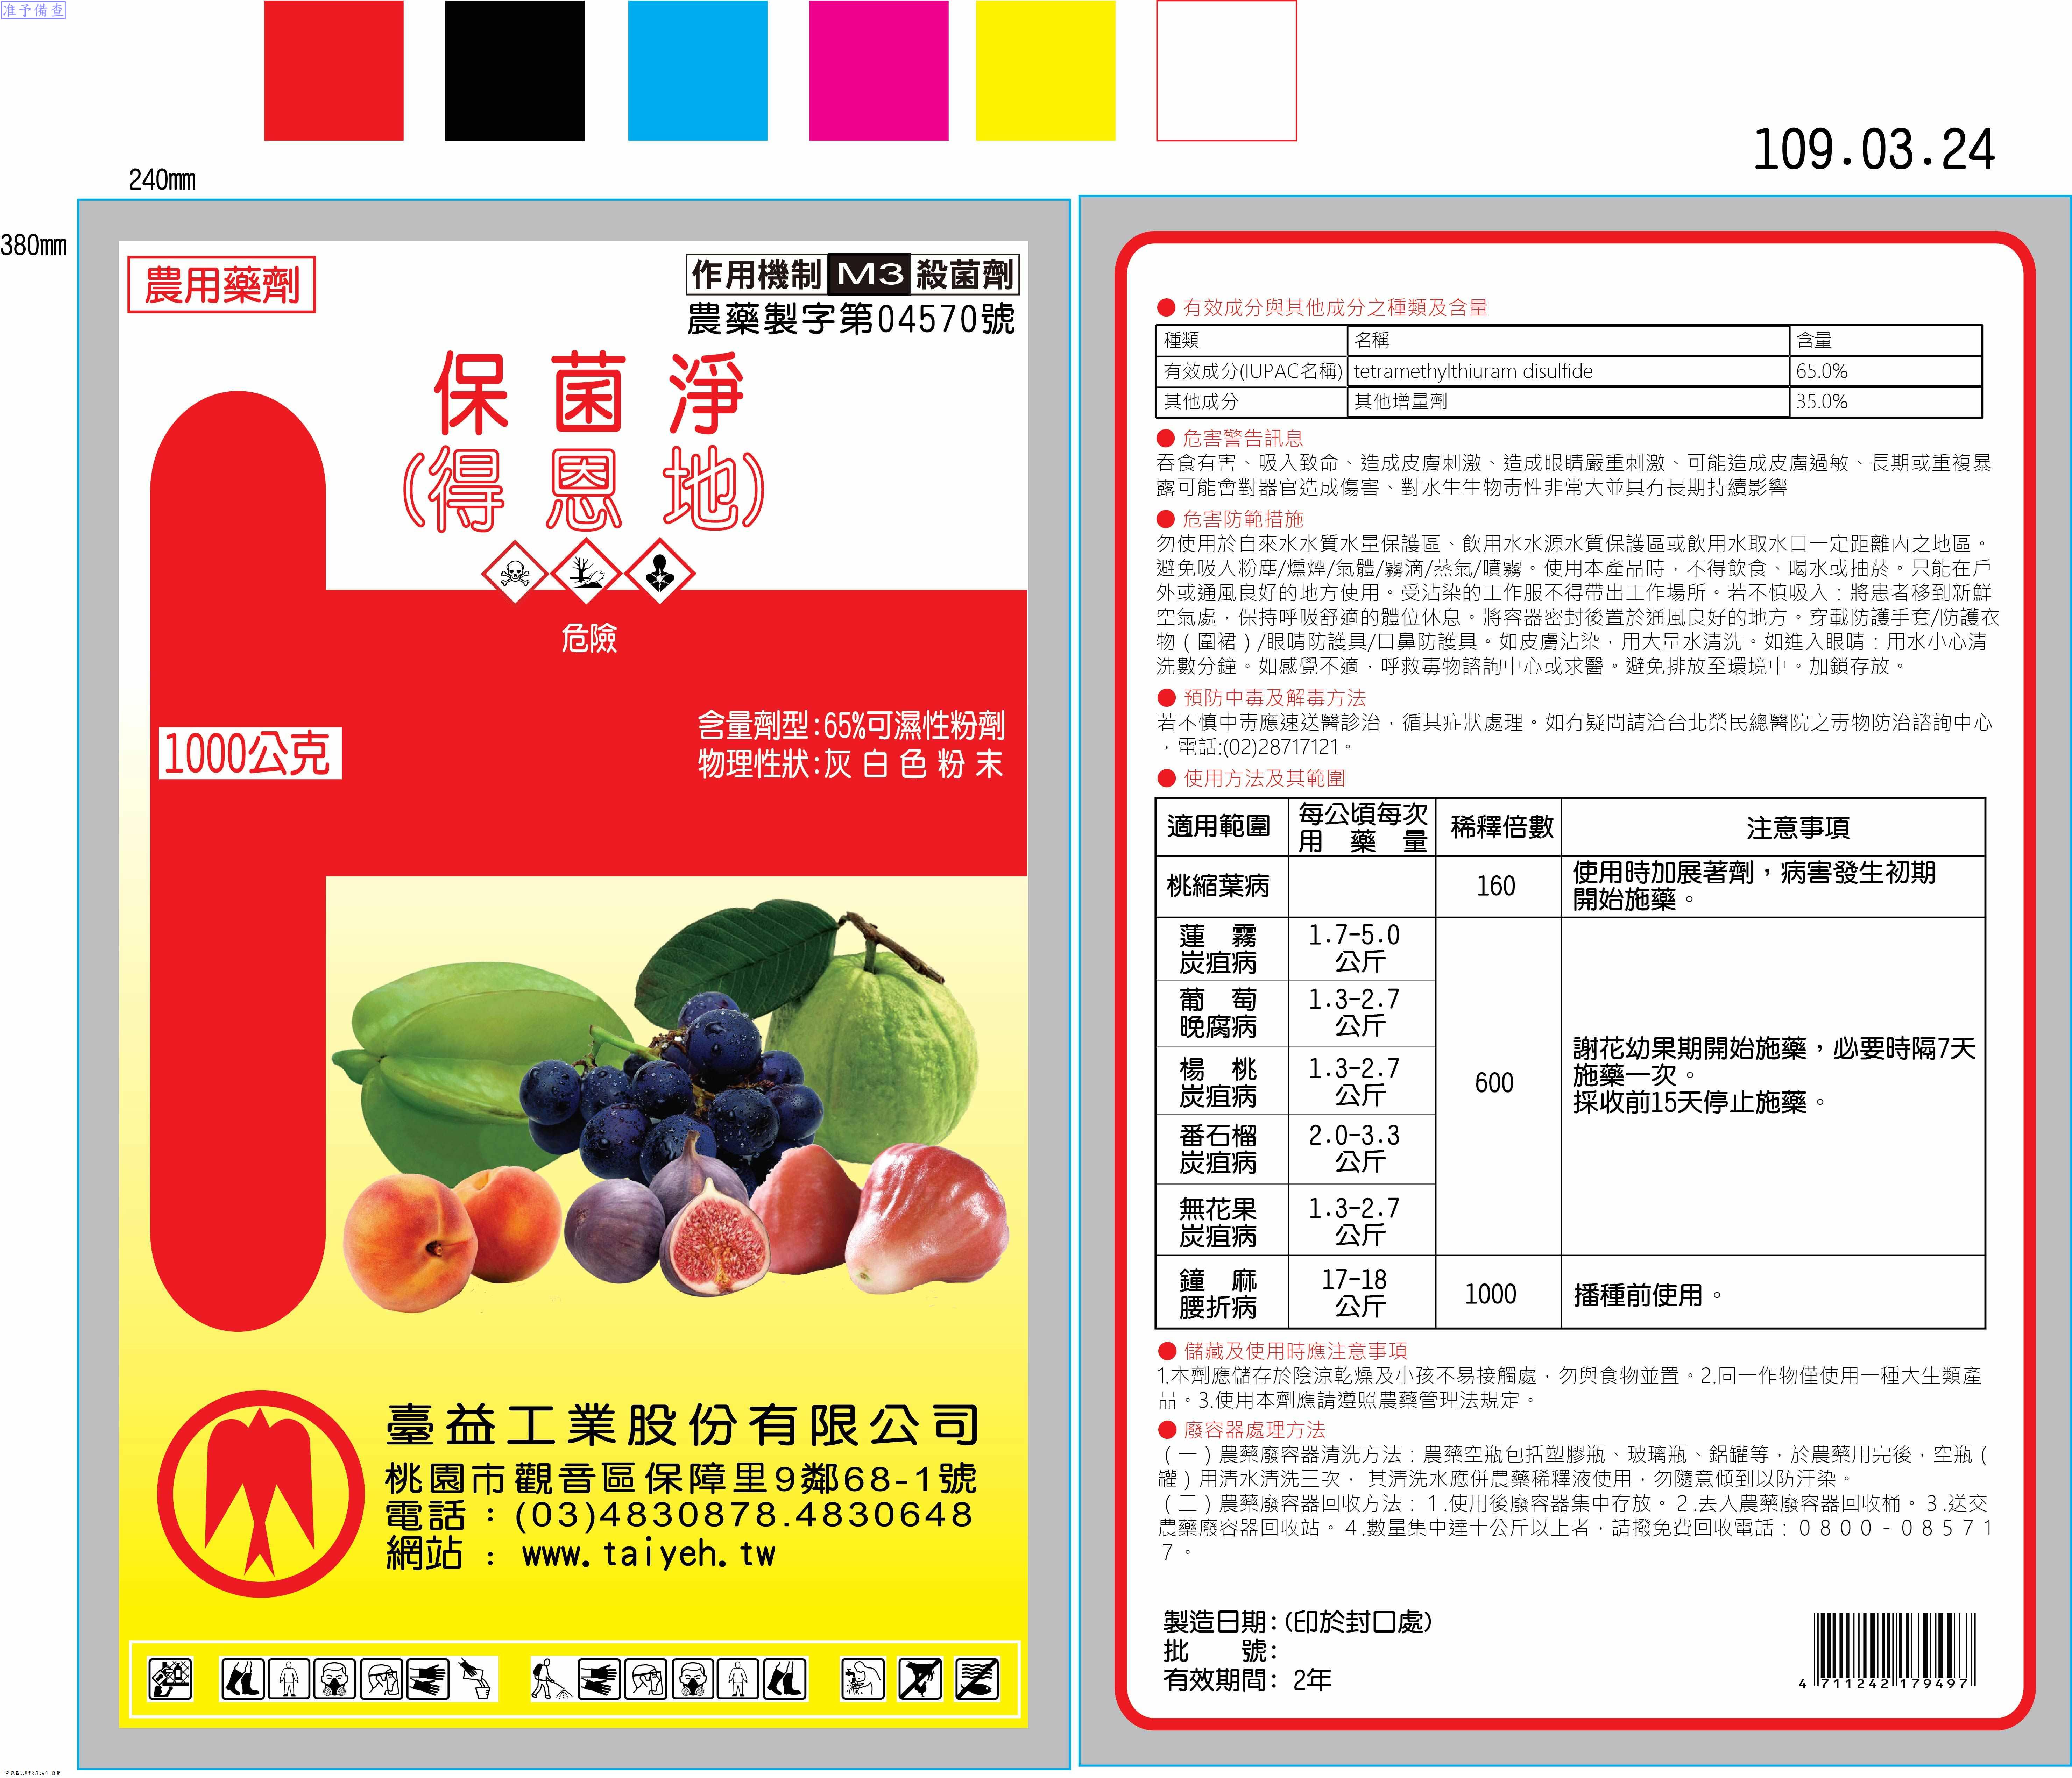 准予備查
109.03.24
240mm
380mm
農用藥劑
作用機制 M3 殺菌劑
農藥製字第04570號
保菌淨
(得恩地)
危險
1000公克
含量劑型:65%可濕性粉劑
物理性狀:灰白色粉末
臺益工業股份有限公司
桃園市觀音區保障里9鄰68-1號
電話：(03)4830878.4830648
網站：www.taiyeh.tw
● 有效成分與其他成分之種類及含量
種類 名稱 含量
有效成分(IUPAC名稱) tetramethylthiuram disulfide 65.0%
其他成分 其他增量劑 35.0%
● 危害警告訊息
吞食有害、吸入致命、造成皮膚刺激、造成眼睛嚴重刺激、可能造成皮膚過敏、長期或重複暴
露可能會對器官造成傷害、對水生生物毒性非常大並具有長期持續影響
● 危害防範措施
勿使用於自來水水質水量保護區、飲用水水源水質保護區或飲用水取水口一定距離內之地區。
避免吸入粉塵/燻煙/氣體/霧滴/蒸氣/噴霧。使用本產品時，不得飲食、喝水或抽菸。只能在戶
外或通風良好的地方使用。受沾染的工作服不得帶出工作場所。若不慎吸入：將患者移到新鮮
空氣處，保持呼吸舒適的體位休息。將容器密封後置於通風良好的地方。穿載防護手套/防護衣
物（圍裙）/眼睛防護具/口鼻防護具。如皮膚沾染，用大量水清洗。如進入眼睛：用水小心清
洗數分鐘。如感覺不適，呼救毒物諮詢中心或求醫。避免排放至環境中。加鎖存放。
● 預防中毒及解毒方法
若不慎中毒應速送醫診治，循其症狀處理。如有疑問請洽台北榮民總醫院之毒物防治諮詢中心
，電話:(02)28717121。
● 使用方法及其範圍
適用範圍 每公頃每次用藥量 稀釋倍數 注意事項
桃縮葉病 160 使用時加展著劑，病害發生初期
開始施藥。
蓮霧 1.7-5.0
炭疽病 公斤
葡萄 1.3-2.7
晚腐病 公斤
楊桃 1.3-2.7
炭疽病 公斤
600
謝花幼果期開始施藥，必要時隔7天
施藥一次。
採收前15天停止施藥。
番石榴 2.0-3.3
炭疽病 公斤
無花果 1.3-2.7
炭疽病 公斤
鐘麻 17-18
腰折病 公斤
1000 播種前使用。
● 儲藏及使用時應注意事項
1.本劑應儲存於陰涼乾燥及小孩不易接觸處，勿與食物並置。2.同一作物僅使用一種大生類產
品。3.使用本劑應請遵照農藥管理法規定。
● 廢容器處理方法
（一）農藥廢容器清洗方法：農藥空瓶包括塑膠瓶、玻璃瓶、鋁罐等，於農藥用完後，空瓶（
罐）用清水清洗三次，其清洗水應併農藥稀釋液使用，勿隨意傾到以防汙染。
（二）農藥廢容器回收方法：1.使用後廢容器集中存放。2.丟入農藥廢容器回收桶。3.送交
農藥廢容器回收站。4.數量集中達十公斤以上者，請撥免費回收電話：0800-08571
7。
製造日期：(印於封口處)
批 號：
有效期間：2年
4 711242 179497